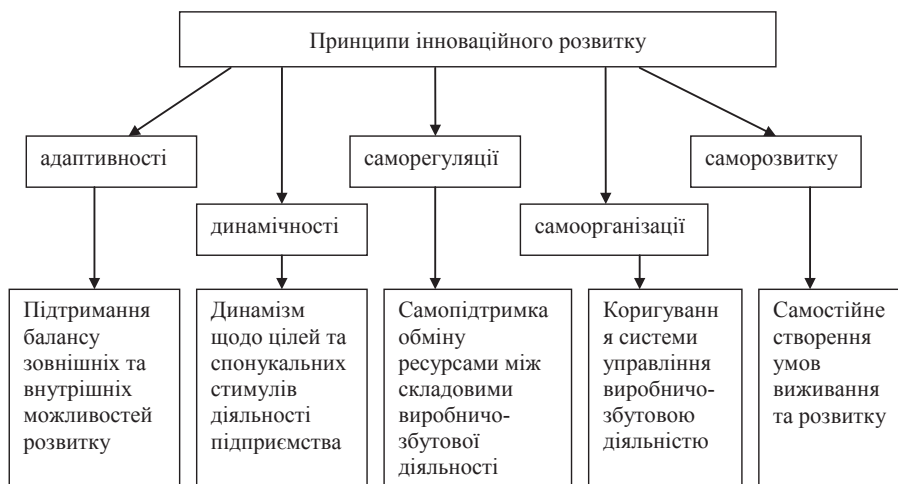 Принципи інноваційного розвитку
адаптивності
саморегуляції
саморозвитку
динамічності
самоорганізації
Підтримання
балансу
зовнішніх та
внутрішніх
можливостей
розвитку
Динамізм
щодо цілей та
спонукальних
стимулів
діяльності
підприємства
Самопідтримка
обміну
ресурсами між
складовими
виробничо-
збутової
діяльності
Коригуванн
я системи
управління
виробничо-
збутовою
діяльністю
Самостійне
створення
умов
виживання
та розвитку